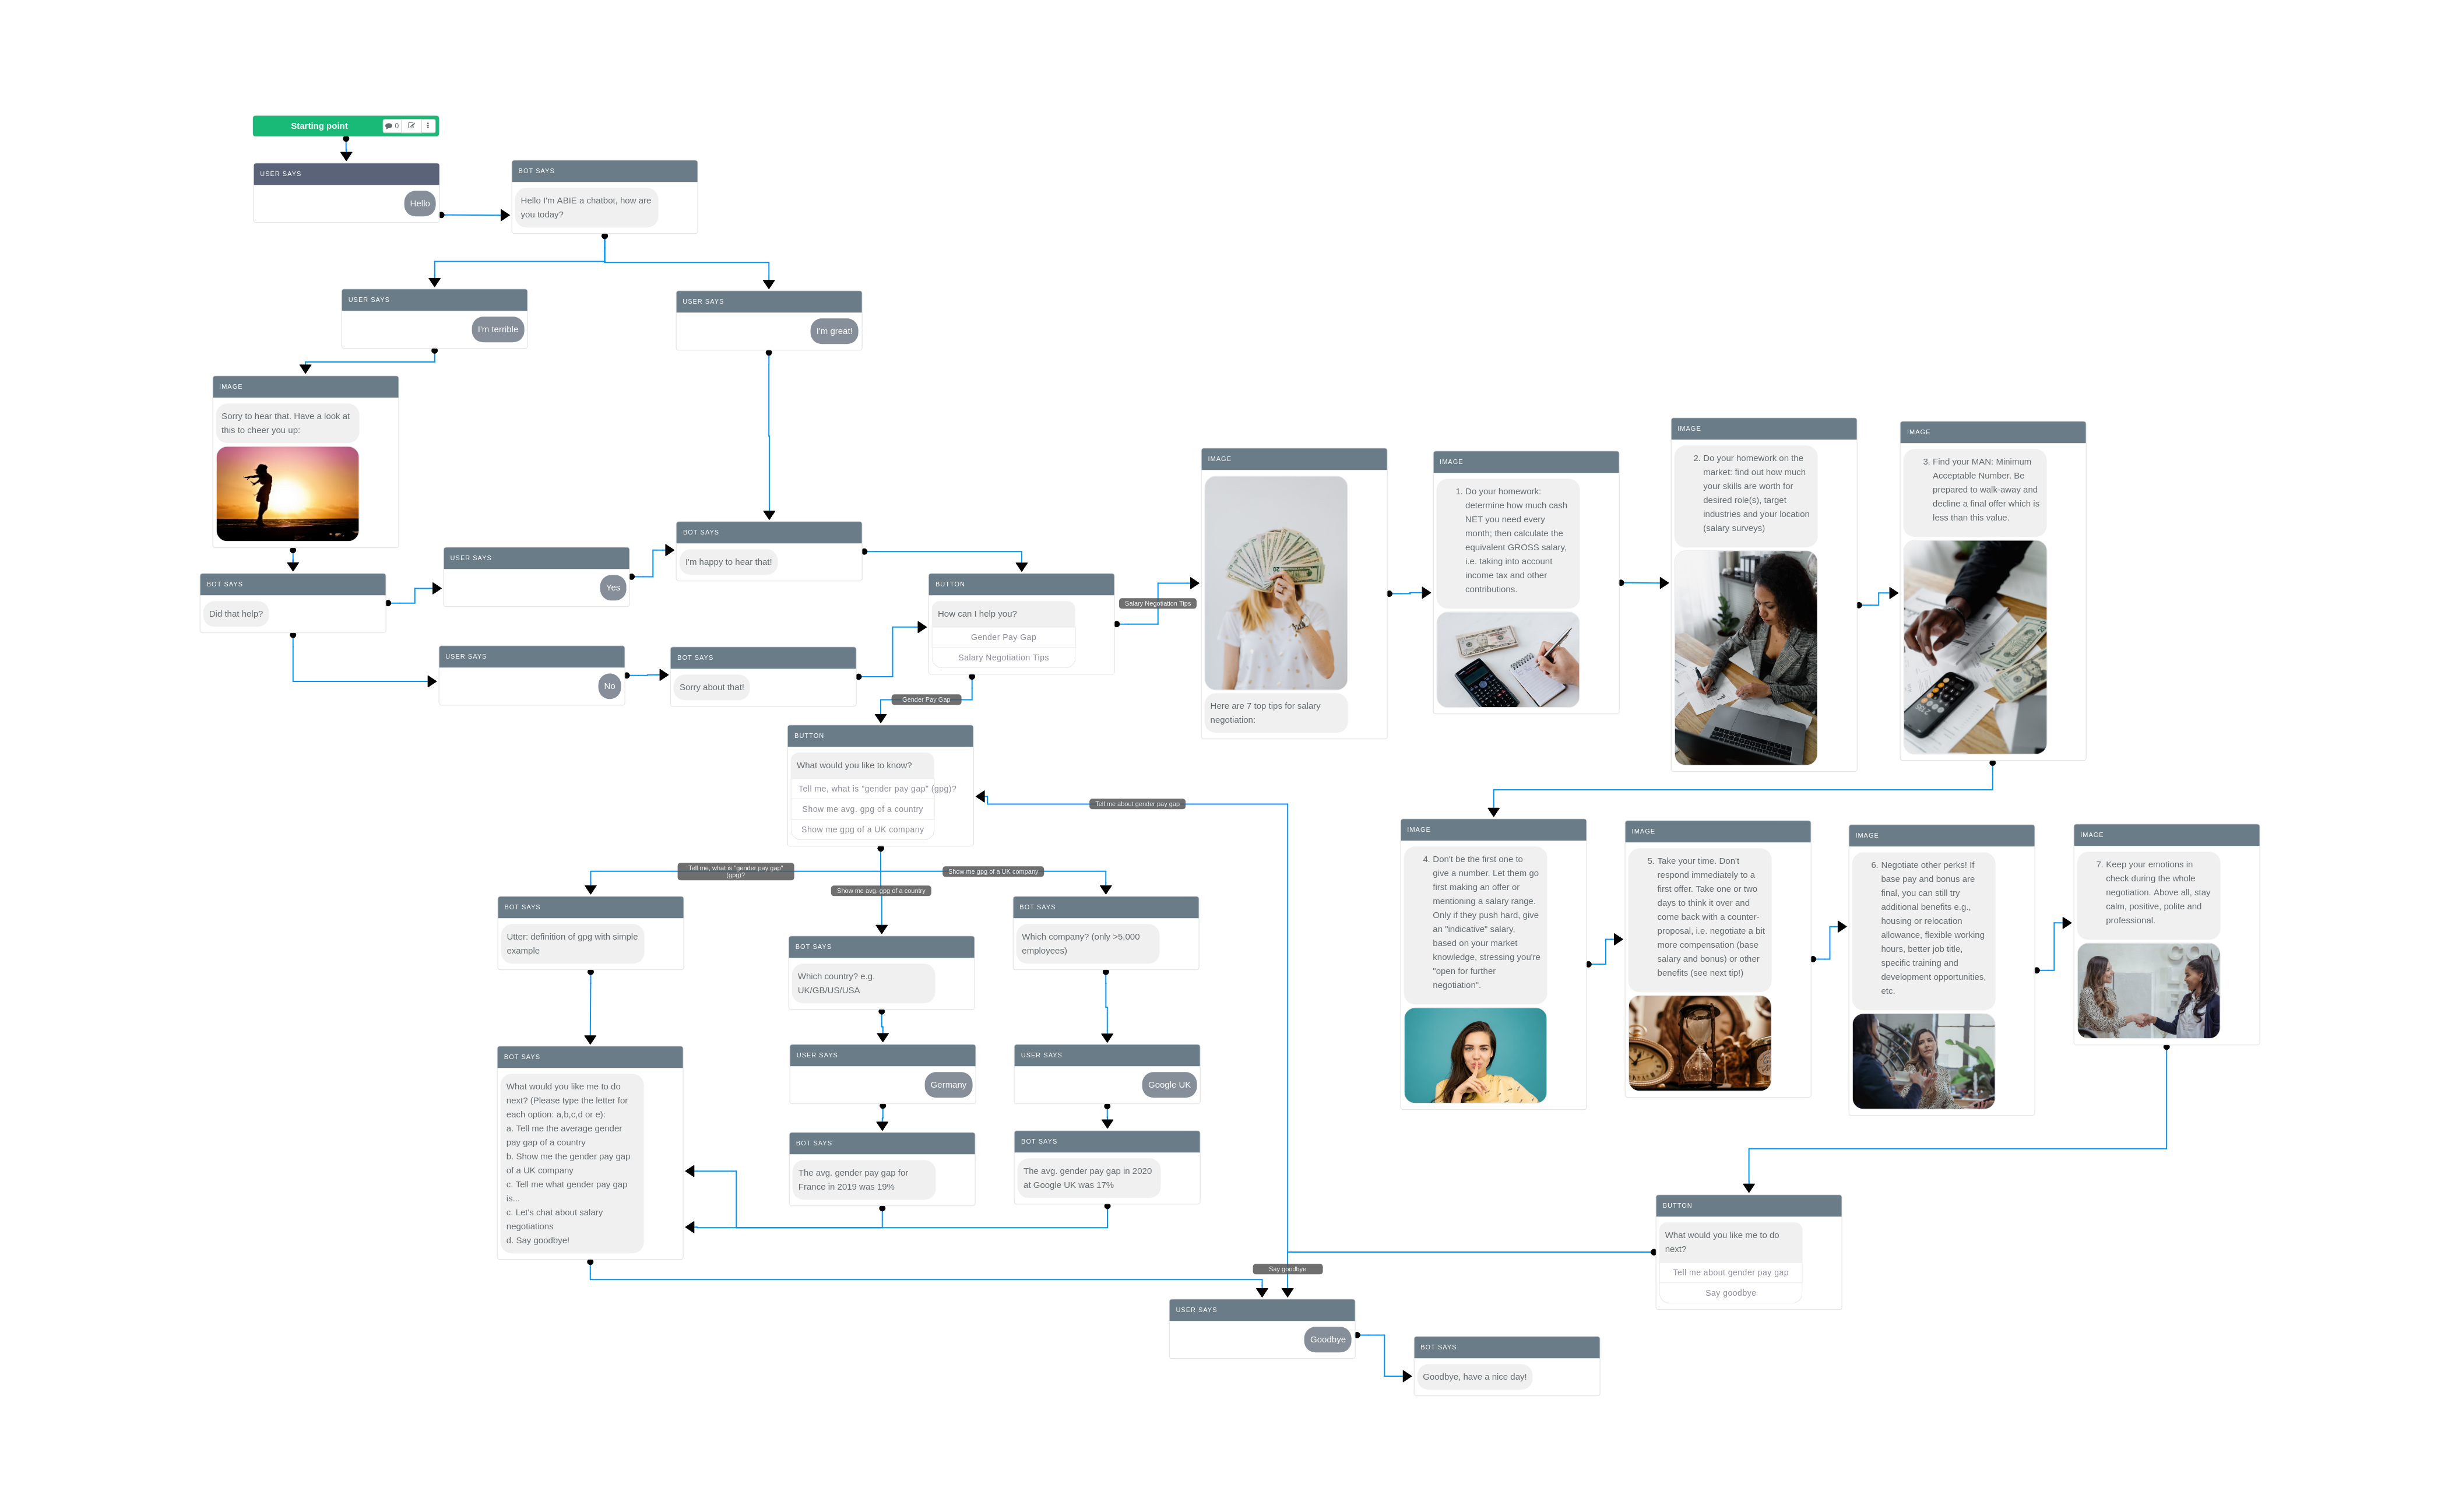 Starting point
0
USER SAYS
Hello
BOT SAYS
Hello I'm ABIE a chatbot, how are
you today?
USER SAYS
I'm terrible
USER SAYS
I'm great!
IMAGE
Sorry to hear that. Have a look at
this to cheer you up:
BOT SAYS
Did that help?
USER SAYS
Yes
BOT SAYS
I'm happy to hear that!
USER SAYS
No
BOT SAYS
Sorry about that!
BUTTON
How can I help you?
Gender Pay Gap
Salary Negotiation Tips
Salary Negotiation Tips
Gender Pay Gap
IMAGE
Here are 7 top tips for salary
negotiation:
IMAGE
1. Do your homework:
determine how much cash
NET you need every
month; then calculate the
equivalent GROSS salary,
i.e. taking into account
income tax and other
contributions.
IMAGE
2. Do your homework on the
market: find out how much
your skills are worth for
desired role(s), target
industries and your location
(salary surveys)
IMAGE
3. Find your MAN: Minimum
Acceptable Number. Be
prepared to walk-away and
decline a final offer which is
less than this value.
BUTTON
What would you like to know?
Tell me, what is "gender pay gap" (gpg)?
Show me avg. gpg of a country
Show me gpg of a UK company
Tell me about gender pay gap
Tell me, what is "gender pay gap"
(gpg)?
Show me avg. gpg of a country
Show me gpg of a UK company
IMAGE
4. Don't be the first one to
give a number. Let them go
first making an offer or
mentioning a salary range.
Only if they push hard, give
an "indicative" salary,
based on your market
knowledge, stressing you're
"open for further
negotiation".
IMAGE
5. Take your time. Don't
respond immediately to a
first offer. Take one or two
days to think it over and
come back with a counter-
proposal, i.e. negotiate a bit
more compensation (base
salary and bonus) or other
benefits (see next tip!)
IMAGE
6. Negotiate other perks! If
base pay and bonus are
final, you can still try
additional benefits e.g.,
housing or relocation
allowance, flexible working
hours, better job title,
specific training and
development opportunities,
etc.
IMAGE
7. Keep your emotions in
check during the whole
negotiation. Above all, stay
calm, positive, polite and
professional.
BOT SAYS
Utter: definition of gpg with simple
example
BOT SAYS
Which country? e.g.
UK/GB/US/USA
BOT SAYS
Which company? (only >5,000
employees)
BOT SAYS
What would you like me to do
next? (Please type the letter for
each option: a,b,c,d or e):
a. Tell me the average gender
pay gap of a country
b. Show me the gender pay gap
of a UK company
c. Tell me what gender pay gap
is...
c. Let's chat about salary
negotiations
d. Say goodbye!
USER SAYS
Germany
USER SAYS
Google UK
BOT SAYS
The avg. gender pay gap for
France in 2019 was 19%
BOT SAYS
The avg. gender pay gap in 2020
at Google UK was 17%
BUTTON
What would you like me to do
next?
Tell me about gender pay gap
Say goodbye
Say goodbye
USER SAYS
Goodbye
BOT SAYS
Goodbye, have a nice day!